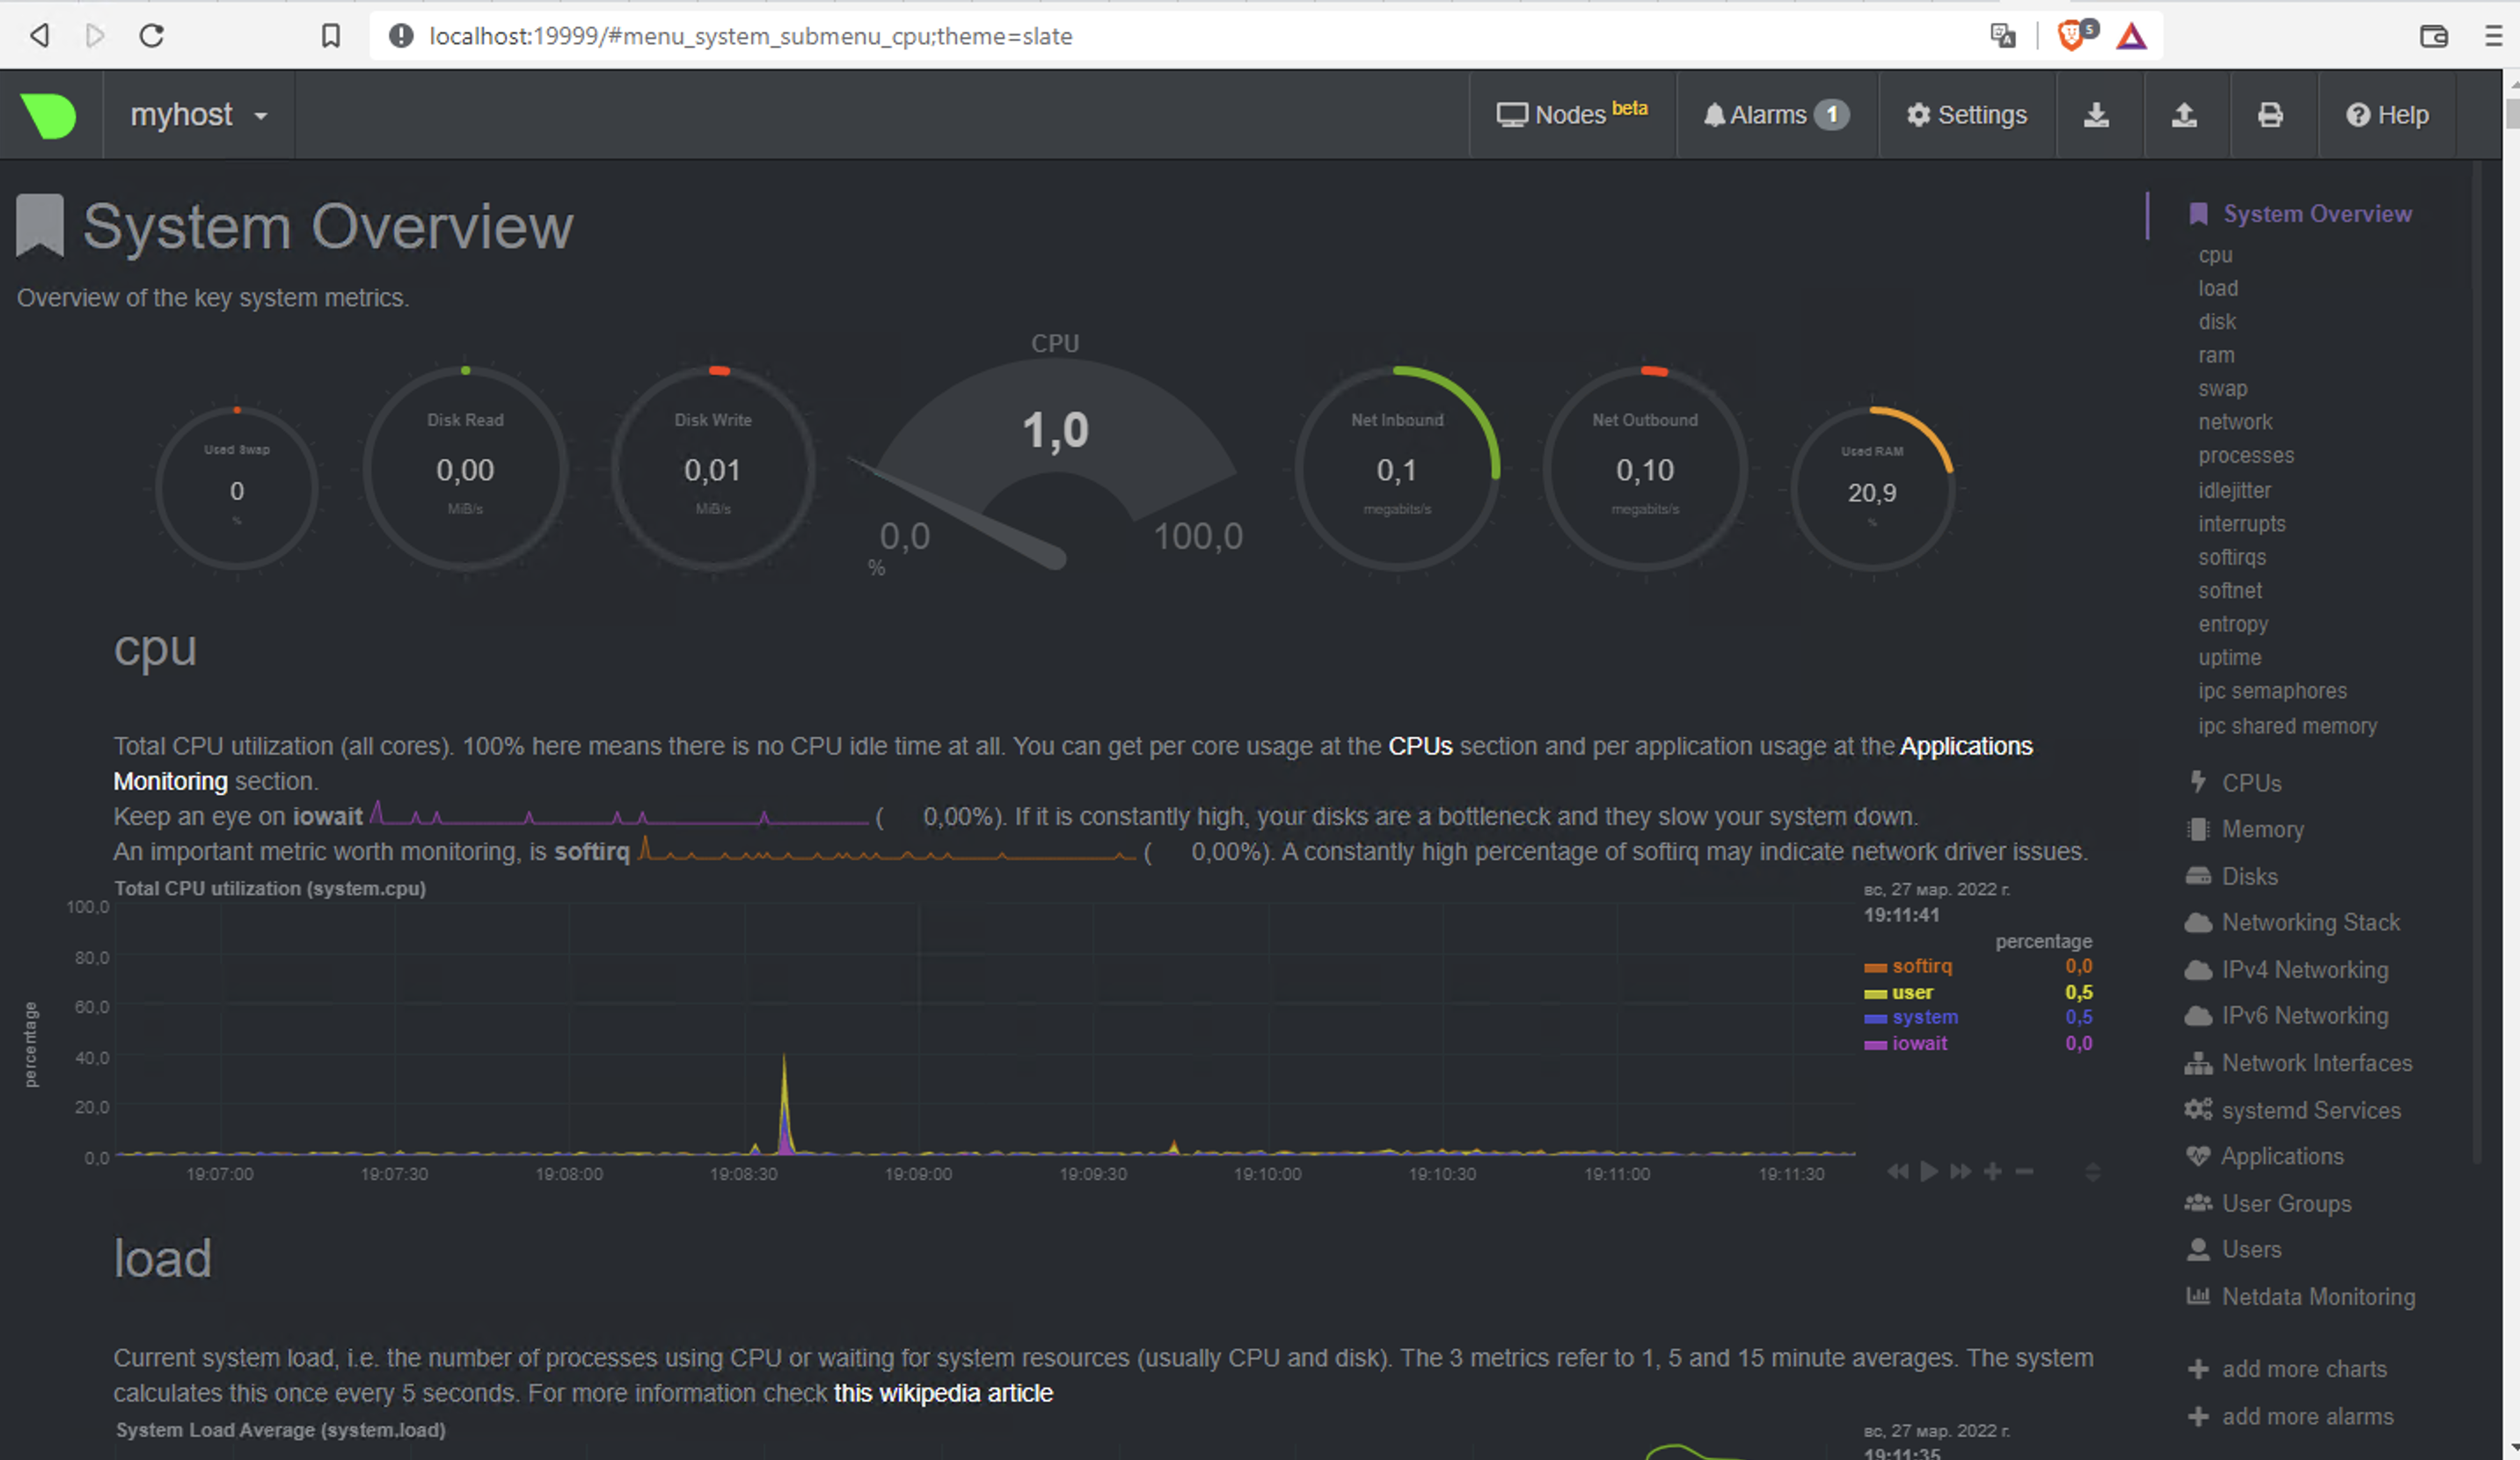 localhost:19999/#menu_system_submenu_cpu;theme=slate
5
myhost
Nodes beta
Alarms 1
Settings
Help
System Overview
Overview of the key system metrics.
Used Swap
0
%
Disk Read
0,00
MiB/s
Disk Write
0,01
MiB/s
CPU
1,0
0,0
100,0
%
Net Inbound
0,1
megabits/s
Net Outbound
0,10
megabits/s
Used RAM
20,9
%
cpu
Total CPU utilization (all cores). 100% here means there is no CPU idle time at all. You can get per core usage at the CPUs section and per application usage at the Applications
Monitoring section.
Keep an eye on iowait ( 0,00%). If it is constantly high, your disks are a bottleneck and they slow your system down.
An important metric worth monitoring, is softirq ( 0,00%). A constantly high percentage of softirq may indicate network driver issues.
Total CPU utilization (system.cpu)
вс, 27 мар. 2022 г.
19:11:41
percentage
softirq 0,0
user 0,5
system 0,5
iowait 0,0
percentage
100,0
80,0
60,0
40,0
20,0
0,0
19:07:00 19:07:30 19:08:00 19:08:30 19:09:00 19:09:30 19:10:00 19:10:30 19:11:00 19:11:30
load
Current system load, i.e. the number of processes using CPU or waiting for system resources (usually CPU and disk). The 3 metrics refer to 1, 5 and 15 minute averages. The system
calculates this once every 5 seconds. For more information check this wikipedia article
System Load Average (system.load)
вс, 27 мар. 2022 г.
19:11:35
System Overview
cpu
load
disk
ram
swap
network
processes
idlejitter
interrupts
softirqs
softnet
entropy
uptime
ipc semaphores
ipc shared memory
CPUs
Memory
Disks
Networking Stack
IPv4 Networking
IPv6 Networking
Network Interfaces
systemd Services
Applications
User Groups
Users
Netdata Monitoring
add more charts
add more alarms